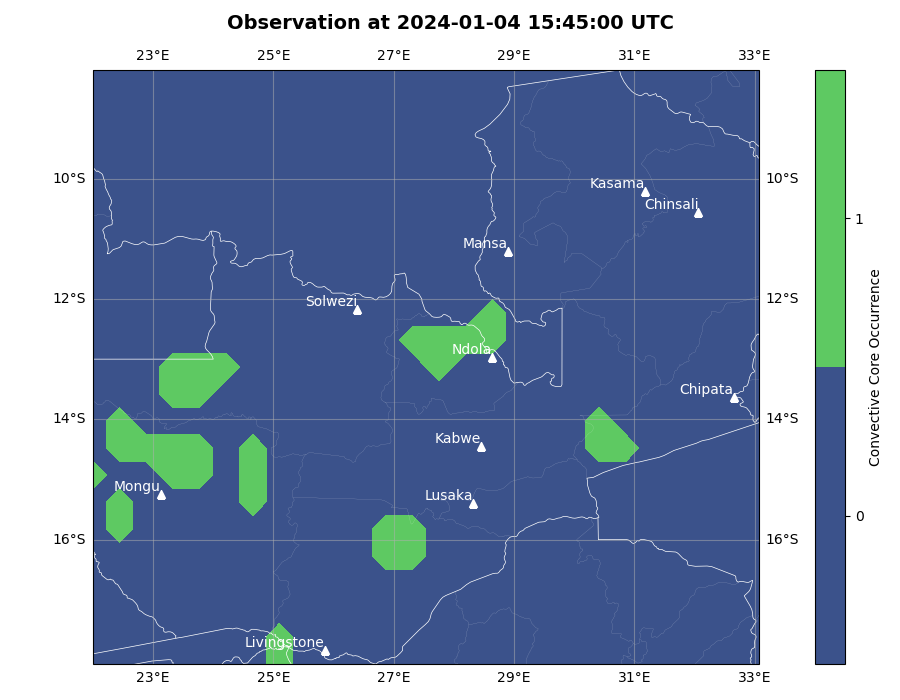 Observation at 2024-01-04 15:45:00 UTC
23°E 25°E 27°E 29°E 31°E 33°E
10°S 10°S
Kasama
Chinsali
Mansa
1
12°S 12°S
Solwezi
Ndola
Chipata
14°S 14°S
Kabwe
Mongu
Lusaka
0
16°S 16°S
Livingstone
23°E 25°E 27°E 29°E 31°E 33°E
Convective Core Occurrence